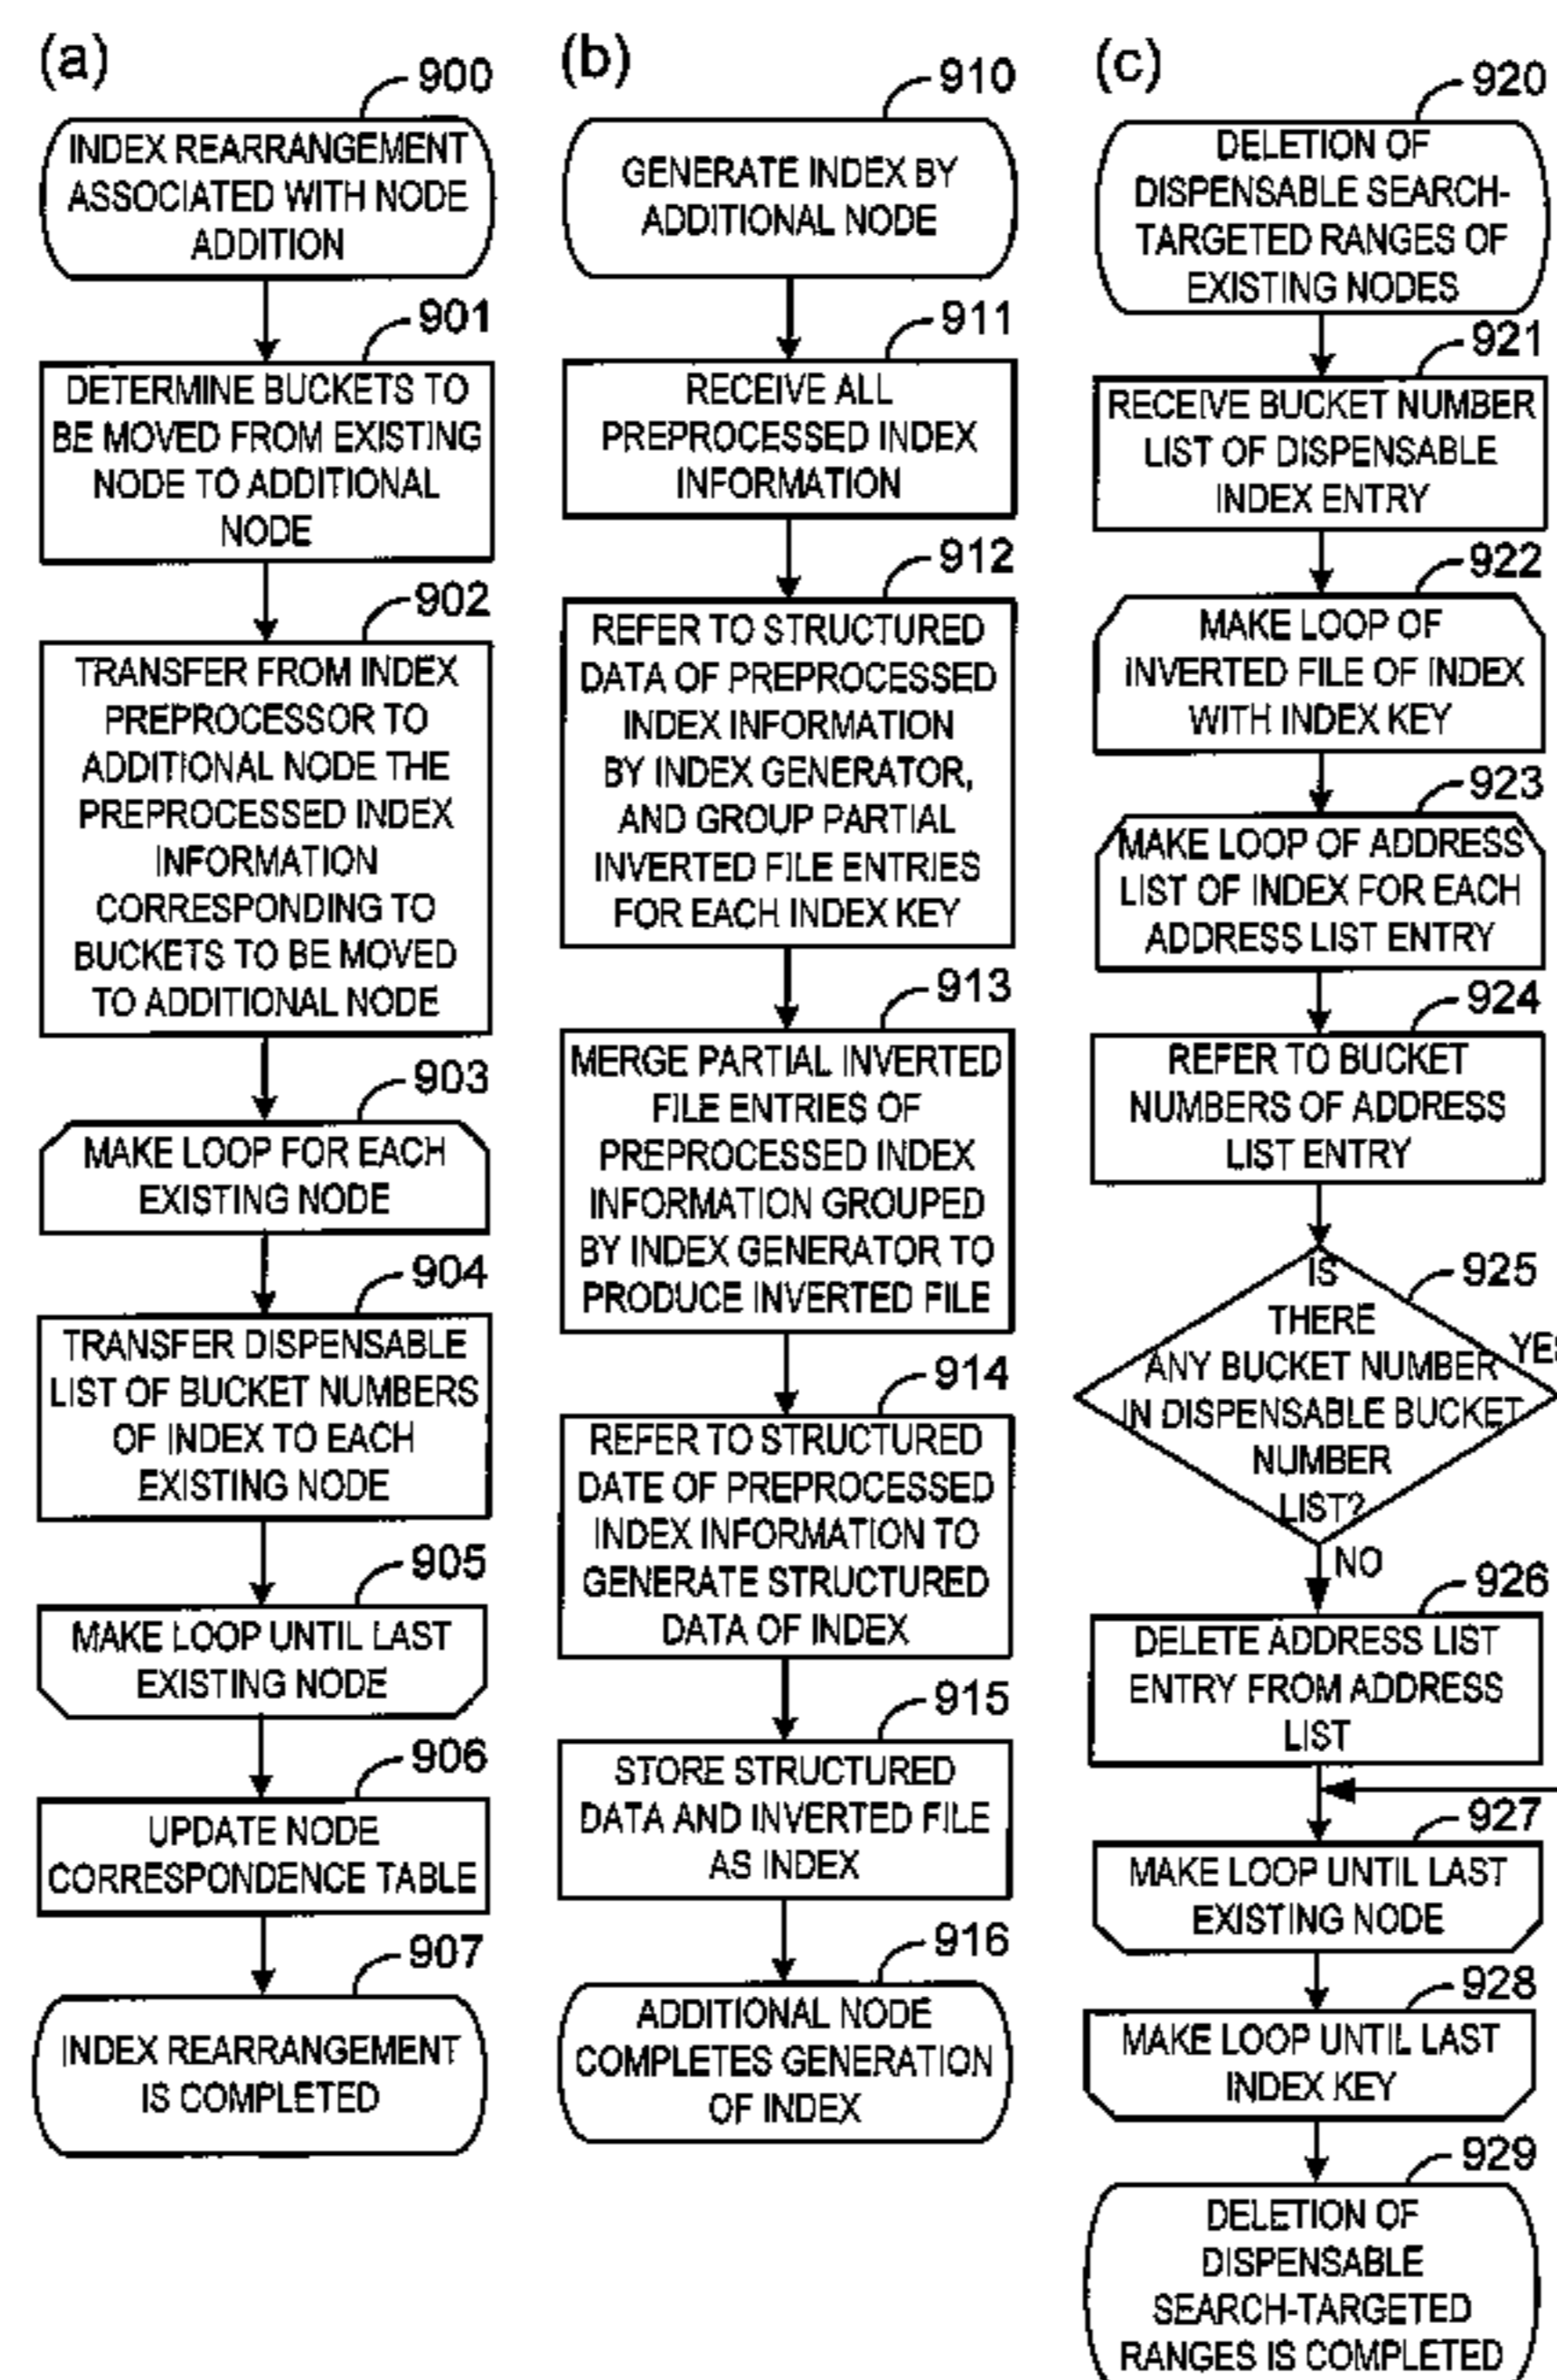 (a)
900
INDEX REARRANGEMENT
ASSOCIATED WITH NODE
ADDITION
901
DETERMINE BUCKETS TO
BE MOVED FROM EXISTING
NODE TO ADDITIONAL
NODE
902
TRANSFER FROM INDEX
PREPROCESSOR TO
ADDITIONAL NODE THE
PREPROCESSED INDEX
INFORMATION
CORRESPONDING TO
BUCKETS TO BE MOVED
TO ADDITIONAL NODE
903
MAKE LOOP FOR EACH
EXISTING NODE
904
TRANSFER DISPENSABLE
LIST OF BUCKET NUMBERS
OF INDEX TO EACH
EXISTING NODE
905
MAKE LOOP UNTIL LAST
EXISTING NODE
906
UPDATE NODE
CORRESPONDENCE TABLE
907
INDEX REARRANGEMENT
IS COMPLETED
(b)
910
GENERATE INDEX BY
ADDITIONAL NODE
911
RECEIVE ALL
PREPROCESSED INDEX
INFORMATION
912
REFER TO STRUCTURED
DATA OF PREPROCESSED
INDEX INFORMATION
BY INDEX GENERATOR,
AND GROUP PARTIAL
INVERTED FILE ENTRIES
FOR EACH INDEX KEY
913
MERGE PARTIAL INVERTED
FILE ENTRIES OF
PREPROCESSED INDEX
INFORMATION GROUPED
BY INDEX GENERATOR TO
PRODUCE INVERTED FILE
914
REFER TO STRUCTURED
DATE OF PREPROCESSED
INDEX INFORMATION TO
GENERATE STRUCTURED
DATA OF INDEX
915
STORE STRUCTURED
DATA AND INVERTED FILE
AS INDEX
916
ADDITIONAL NODE
COMPLETES GENERATION
OF INDEX
(c)
920
DELETION OF
DISPENSABLE SEARCH-
TARGETED RANGES OF
EXISTING NODES
921
RECEIVE BUCKET NUMBER
LIST OF DISPENSABLE
INDEX ENTRY
922
MAKE LOOP OF
INVERTED FILE OF INDEX
WITH INDEX KEY
923
MAKE LOOP OF ADDRESS
LIST OF INDEX FOR EACH
ADDRESS LIST ENTRY
924
REFER TO BUCKET
NUMBERS OF ADDRESS
LIST ENTRY
925
IS
THERE
ANY BUCKET NUMBER
IN DISPENSABLE BUCKET
NUMBER
LIST?
YES
NO
926
DELETE ADDRESS LIST
ENTRY FROM ADDRESS
LIST
927
MAKE LOOP UNTIL LAST
EXISTING NODE
928
MAKE LOOP UNTIL LAST
INDEX KEY
929
DELETION OF
DISPENSABLE
SEARCH-TARGETED
RANGES IS COMPLETED